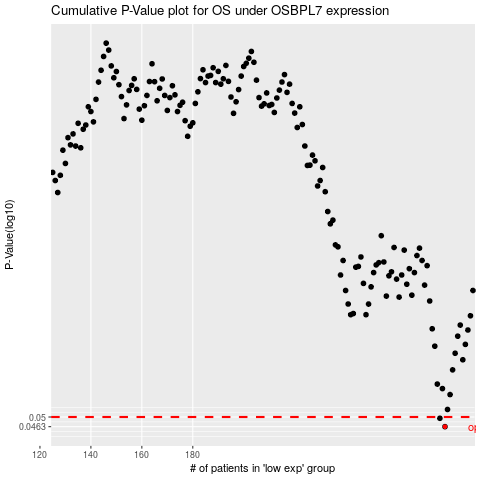 Cumulative P-Value plot for OS under OSBPL7 expression
P-Value(log10)
0.05
0.0463
op
120 140 160 180
# of patients in 'low exp' group